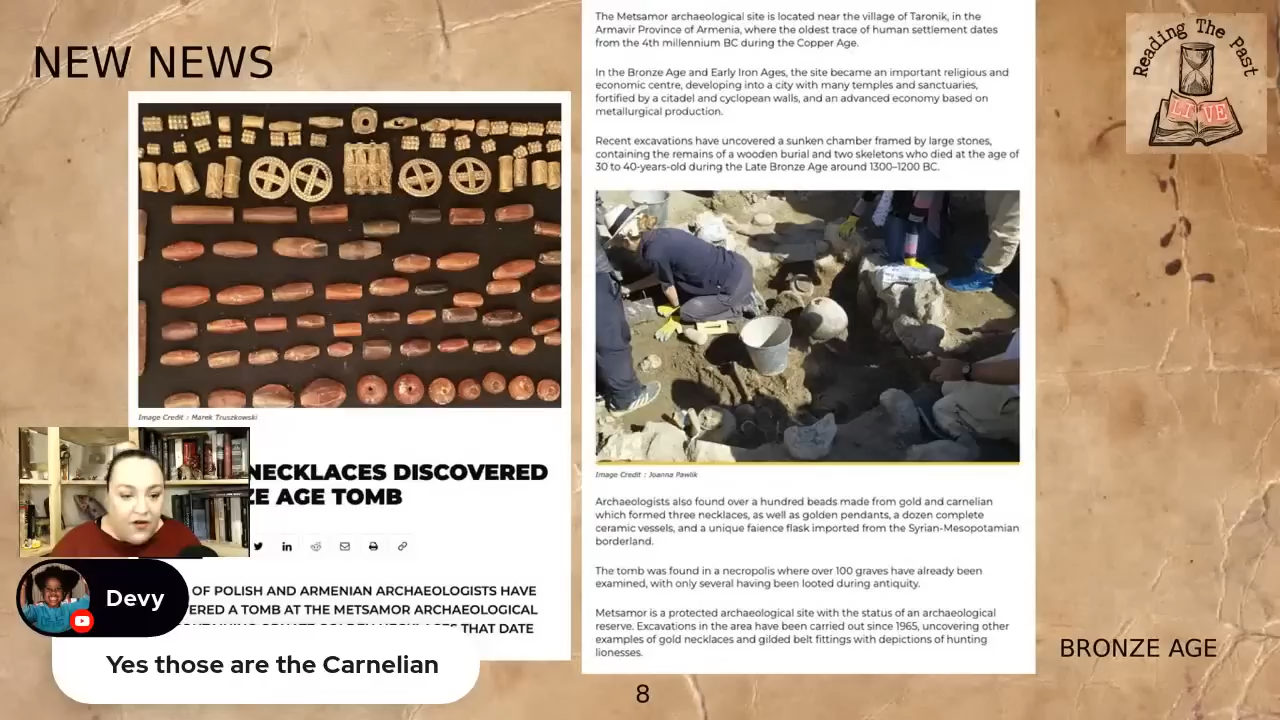 NEW NEWS
Image Credit : Marek Truszkowski
NECKLACES DISCOVERED
ZE AGE TOMB
OF POLISH AND ARMENIAN ARCHAEOLOGISTS HAVE
ERED A TOMB AT THE METSAMOR ARCHAEOLOGICAL
THAT DATE
Devy
Yes those are the Carnelian
The Metsamor archaeological site is located near the village of Taronik, in the
Armavir Province of Armenia, where the oldest trace of human settlement dates
from the 4th millennium BC during the Copper Age.
In the Bronze Age and Early Iron Ages, the site became an important religious and
economic centre, developing into a city with many temples and sanctuaries,
fortified by a citadel and cyclopean walls, and an advanced economy based on
metallurgical production.
Recent excavations have uncovered a sunken chamber framed by large stones,
containing the remains of a wooden burial and two skeletons who died at the age of
30 to 40-years-old during the Late Bronze Age around 1300–1200 BC.
Image Credit : Joanna Pawlik
Archaeologists also found over a hundred beads made from gold and carnelian
which formed three necklaces, as well as golden pendants, a dozen complete
ceramic vessels, and a unique faience flask imported from the Syrian-Mesopotamian
borderland.
The tomb was found in a necropolis where over 100 graves have already been
examined, with only several having been looted during antiquity.
Metsamor is a protected archaeological site with the status of an archaeological
reserve. Excavations in the area have been carried out since 1965, uncovering other
examples of gold necklaces and gilded belt fittings with depictions of hunting
lionesses.
8
Reading The Past
LIVE
BRONZE AGE